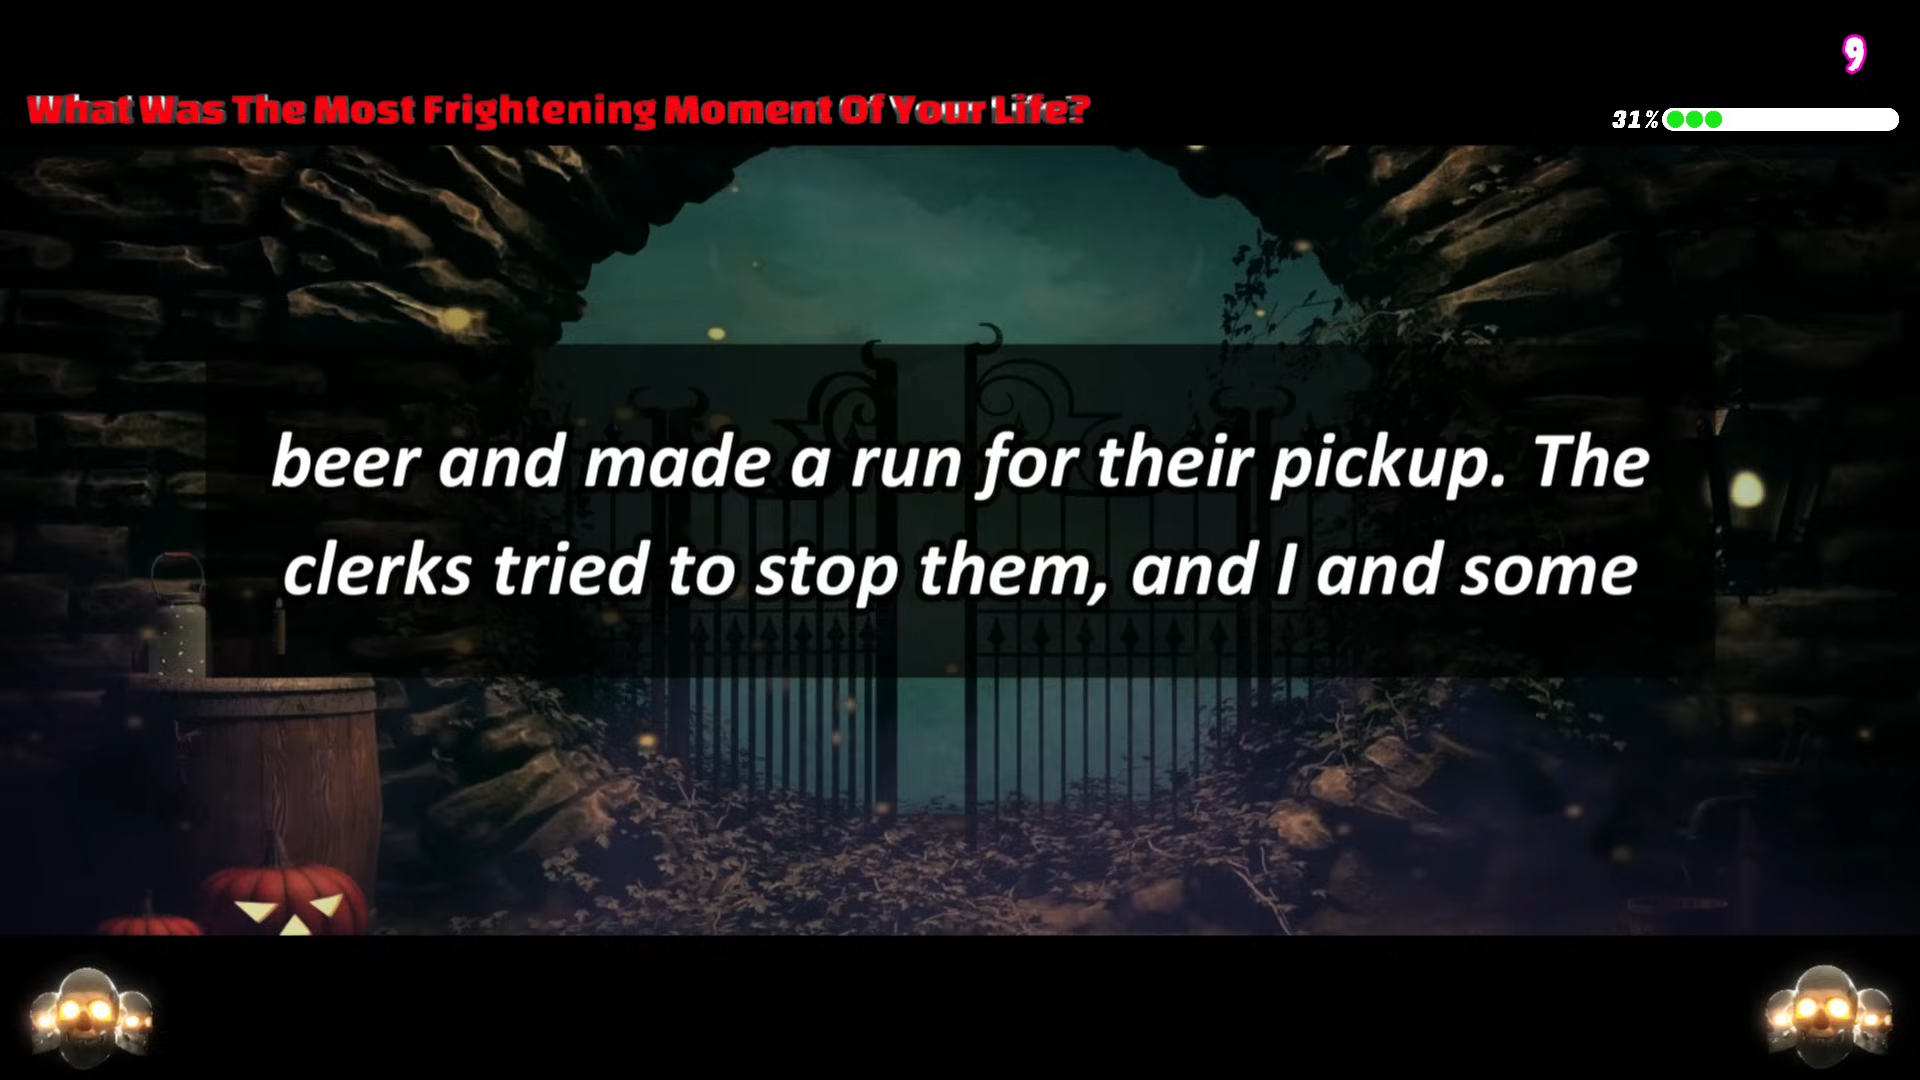 9
What Was The Most Frightening Moment Of Your Life?
31%
beer and made a run for their pickup. The
clerks tried to stop them, and I and some